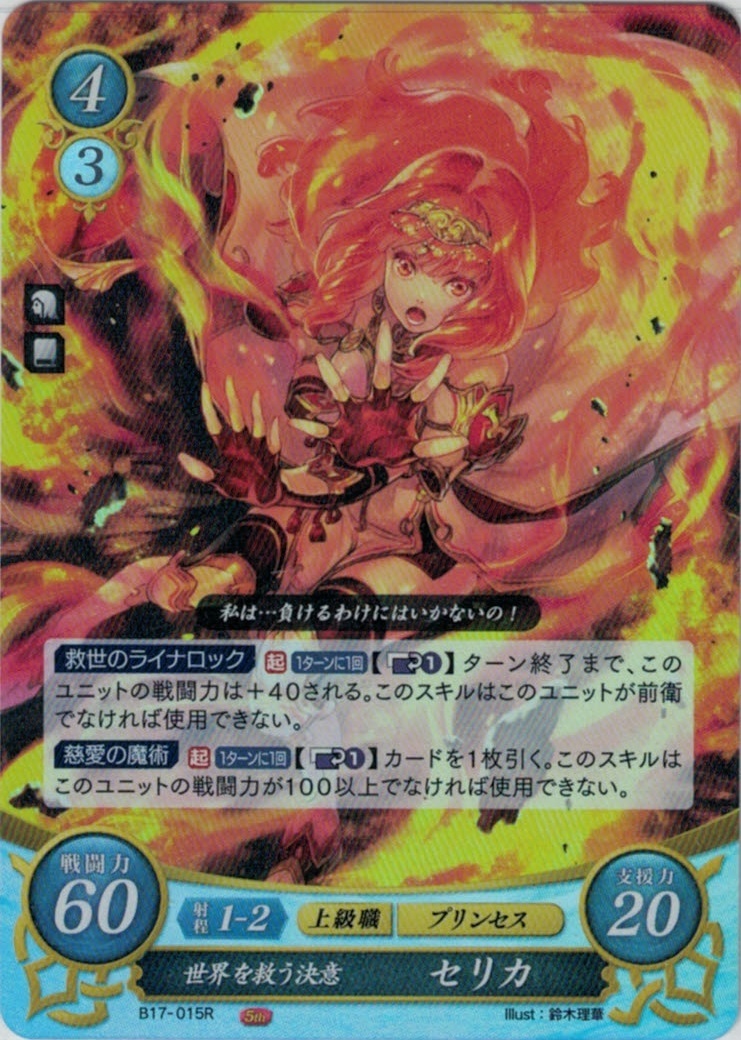 4
3
私は…負けるわけにはいかないの！
救世のライナロック 起 1ターンに1回【1】ターン終了まで、この
ユニットの戦闘力は＋40される。このスキルはこのユニットが前衛
でなければ使用できない。
慈愛の魔術 起 1ターンに1回【1】カードを1枚引く。このスキルは
このユニットの戦闘力が100以上でなければ使用できない。
戦闘力
60
射程 1-2
上級職
プリンセス
支援力
20
世界を救う決意 セリカ
B17-015R 5th Illust：鈴木理華